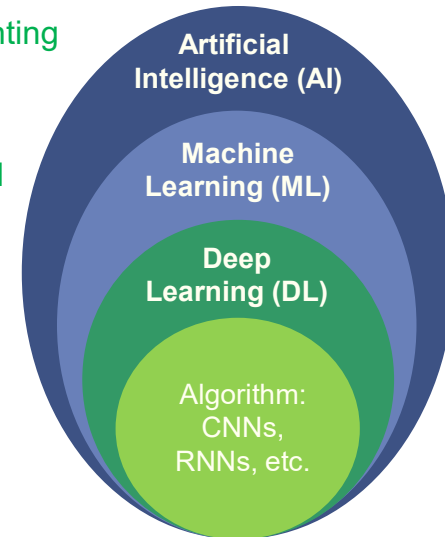 Artificial
Intelligence (AI)
Machine
Learning (ML)
Deep
Learning (DL)
Algorithm:
CNNs,
RNNs, etc.